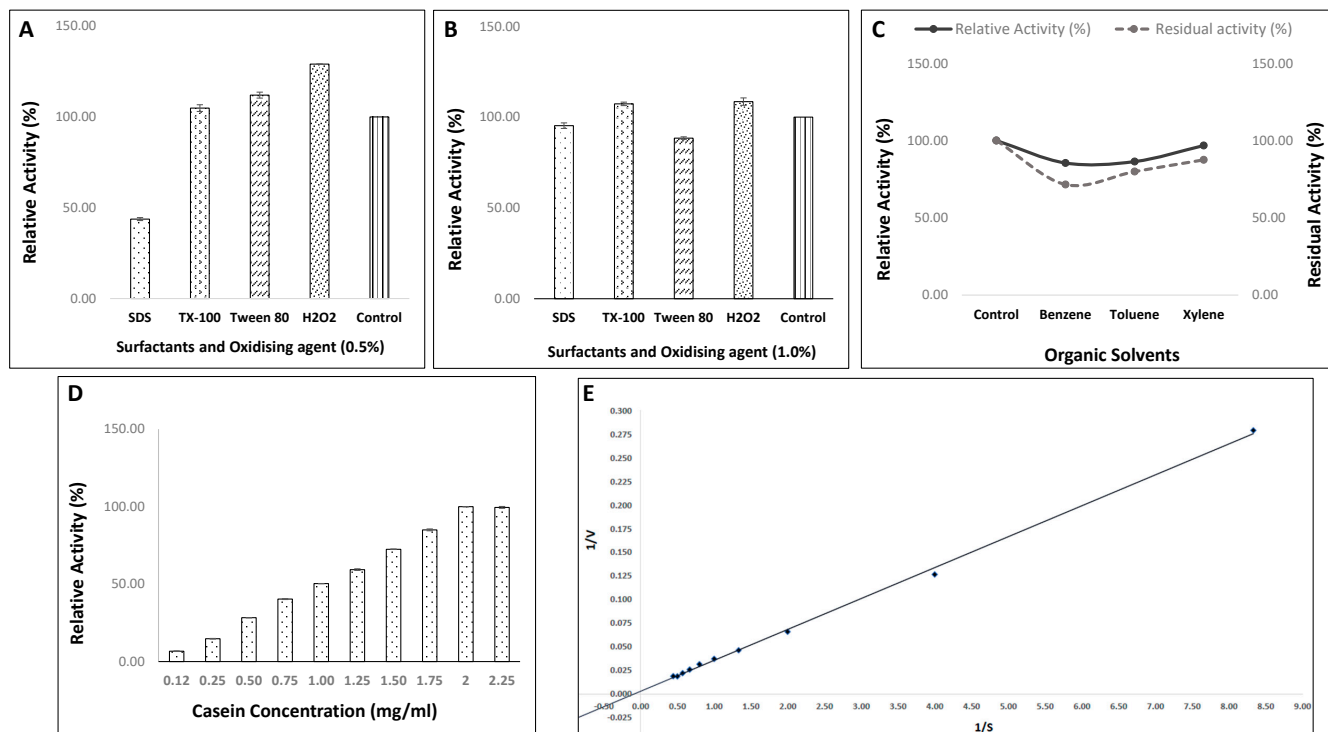 A
150.00
100.00
50.00
0.00
Relative Activity (%)
SDS TX-100 Tween 80 H2O2 Control
Surfactants and Oxidising agent (0.5%)
B
150.00
100.00
50.00
0.00
Relative Activity (%)
SDS TX-100 Tween 80 H2O2 Control
Surfactants and Oxidising agent (1.0%)
C
Relative Activity (%) Residual activity (%)
150.00 150.00
100.00 100.00
50.00 50.00
0.00 0.00
Relative Activity (%)
Residual Activity (%)
Control Benzene Toluene Xylene
Organic Solvents
D
150.00
100.00
50.00
0.00
Relative Activity (%)
0.12 0.25 0.50 0.75 1.00 1.25 1.50 1.75 2 2.25
Casein Concentration (mg/ml)
E
0.300
0.275
0.250
0.225
0.200
0.175
0.150
0.125
0.100
0.075
0.050
0.025
0.000
-0.025
1/V
-0.50 0.00 0.50 1.00 1.50 2.00 2.50 3.00 3.50 4.00 4.50 5.00 5.50 6.00 6.50 7.00 7.50 8.00 8.50 9.00
1/S